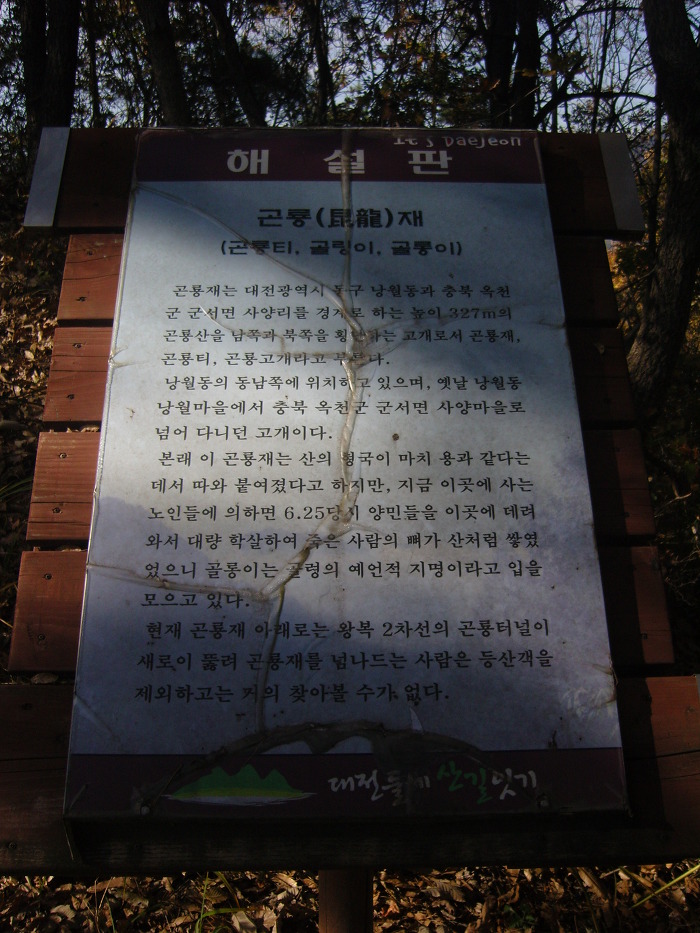 It's Daejeon
해 설 판
곤룡(昆龍)재
(곤룡티, 골령이, 골롱이)
곤룡재는 대전광역시 동구 낭월동과 충북 옥천
군 군서면 사양리를 경계로 하는 높이 327m의
곤룡산을 남쪽과 북쪽을 횡단하는 고개로서 곤룡재,
곤룡티, 곤룡고개라고 부른다.
낭월동의 동남쪽에 위치하고 있으며, 옛날 낭월동
낭월마을에서 충북 옥천군 군서면 사양마을로
넘어 다니던 고개이다.
본래 이 곤룡재는 산의 형국이 마치 용과 같다는
데서 따와 붙여졌다고 하지만, 지금 이곳에 사는
노인들에 의하면 6.25당시 양민들을 이곳에 데려
와서 대량 학살하여 죽은 사람의 뼈가 산처럼 쌓였
었으니 골롱이는 골령의 예언적 지명이라고 입을
모으고 있다.
현재 곤룡재 아래로는 왕복 2차선의 곤룡터널이
새로이 뚫려 곤룡재를 넘나드는 사람은 등산객을
제외하고는 거의 찾아볼 수가 없다.
대전둘레산길잇기